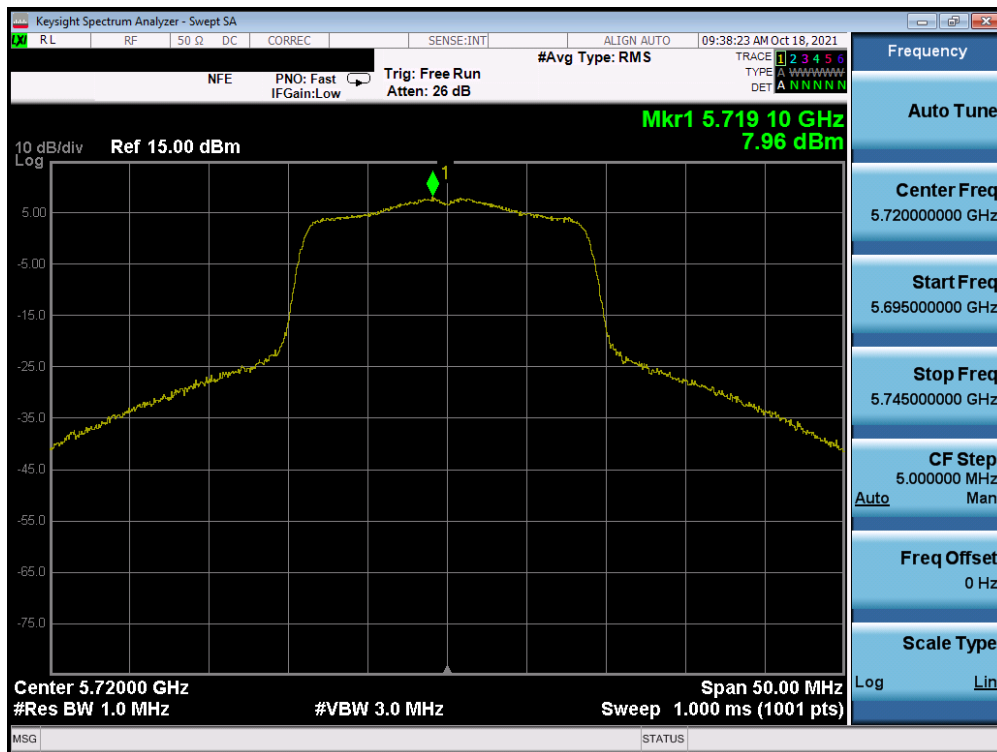 Keysight Spectrum Analyzer - Swept SA
LXI RL RF 50 Ω DC CORREC SENSE:INT ALIGN AUTO 09:38:23 AM Oct 18, 2021
Frequency
#Avg Type: RMS
TRACE 1 2 3 4 5 6
NFE PNO: Fast Trig: Free Run
TYPE A WWWWW
IFGain:Low Atten: 26 dB
DET A N N N N N
Auto Tune
Mkr1 5.719 10 GHz
7.96 dBm
10 dB/div Ref 15.00 dBm
Log
1
Center Freq
5.720000000 GHz
5.00
-5.00
Start Freq
5.695000000 GHz
-15.0
-25.0
Stop Freq
5.745000000 GHz
-35.0
-45.0
CF Step
5.000000 MHz
Auto Man
-55.0
-65.0
Freq Offset
0 Hz
-75.0
Scale Type
Log Lin
Center 5.72000 GHz Span 50.00 MHz
#Res BW 1.0 MHz #VBW 3.0 MHz Sweep 1.000 ms (1001 pts)
MSG STATUS